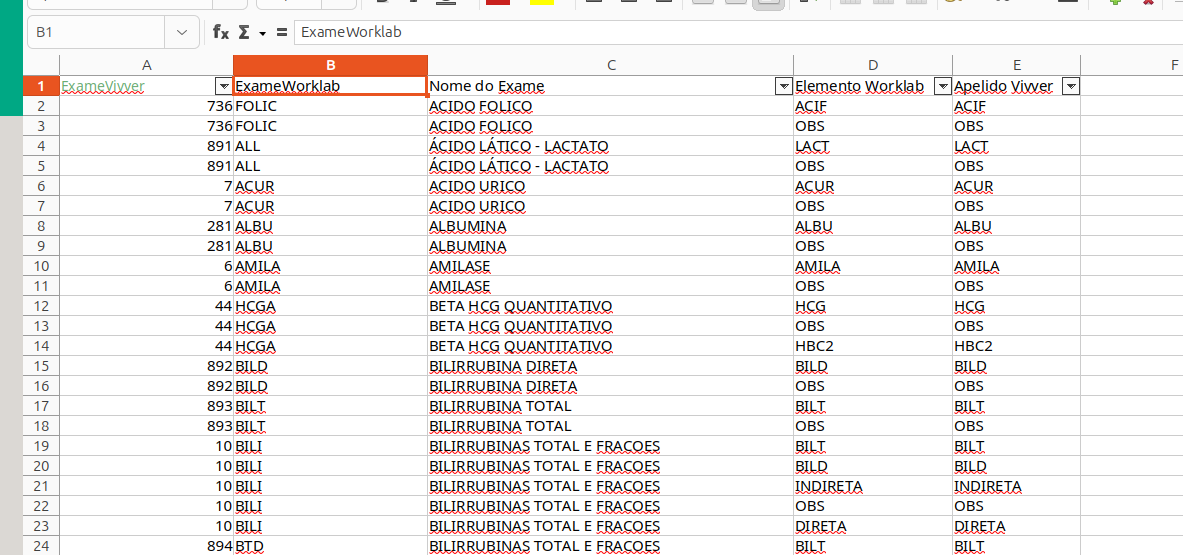 B1 fx Σ = ExameWorklab
A B C D E F
1 ExameVivver ExameWorklab Nome do Exame Elemento Worklab Apelido Vivver
2 736 FOLIC ACIDO FOLICO ACIF ACIF
3 736 FOLIC ACIDO FOLICO OBS OBS
4 891 ALL ÁCIDO LÁTICO - LACTATO LACT LACT
5 891 ALL ÁCIDO LÁTICO - LACTATO OBS OBS
6 7 ACUR ACIDO URICO ACUR ACUR
7 7 ACUR ACIDO URICO OBS OBS
8 281 ALBU ALBUMINA ALBU ALBU
9 281 ALBU ALBUMINA OBS OBS
10 6 AMILA AMILASE AMILA AMILA
11 6 AMILA AMILASE OBS OBS
12 44 HCGA BETA HCG QUANTITATIVO HCG HCG
13 44 HCGA BETA HCG QUANTITATIVO OBS OBS
14 44 HCGA BETA HCG QUANTITATIVO HBC2 HBC2
15 892 BILD BILIRRUBINA DIRETA BILD BILD
16 892 BILD BILIRRUBINA DIRETA OBS OBS
17 893 BILT BILIRRUBINA TOTAL BILT BILT
18 893 BILT BILIRRUBINA TOTAL OBS OBS
19 10 BILI BILIRRUBINAS TOTAL E FRACOES BILT BILT
20 10 BILI BILIRRUBINAS TOTAL E FRACOES BILD BILD
21 10 BILI BILIRRUBINAS TOTAL E FRACOES INDIRETA INDIRETA
22 10 BILI BILIRRUBINAS TOTAL E FRACOES OBS OBS
23 10 BILI BILIRRUBINAS TOTAL E FRACOES DIRETA DIRETA
24 894 BTD BILIRRUBINAS TOTAL E FRACOES BILT BILT